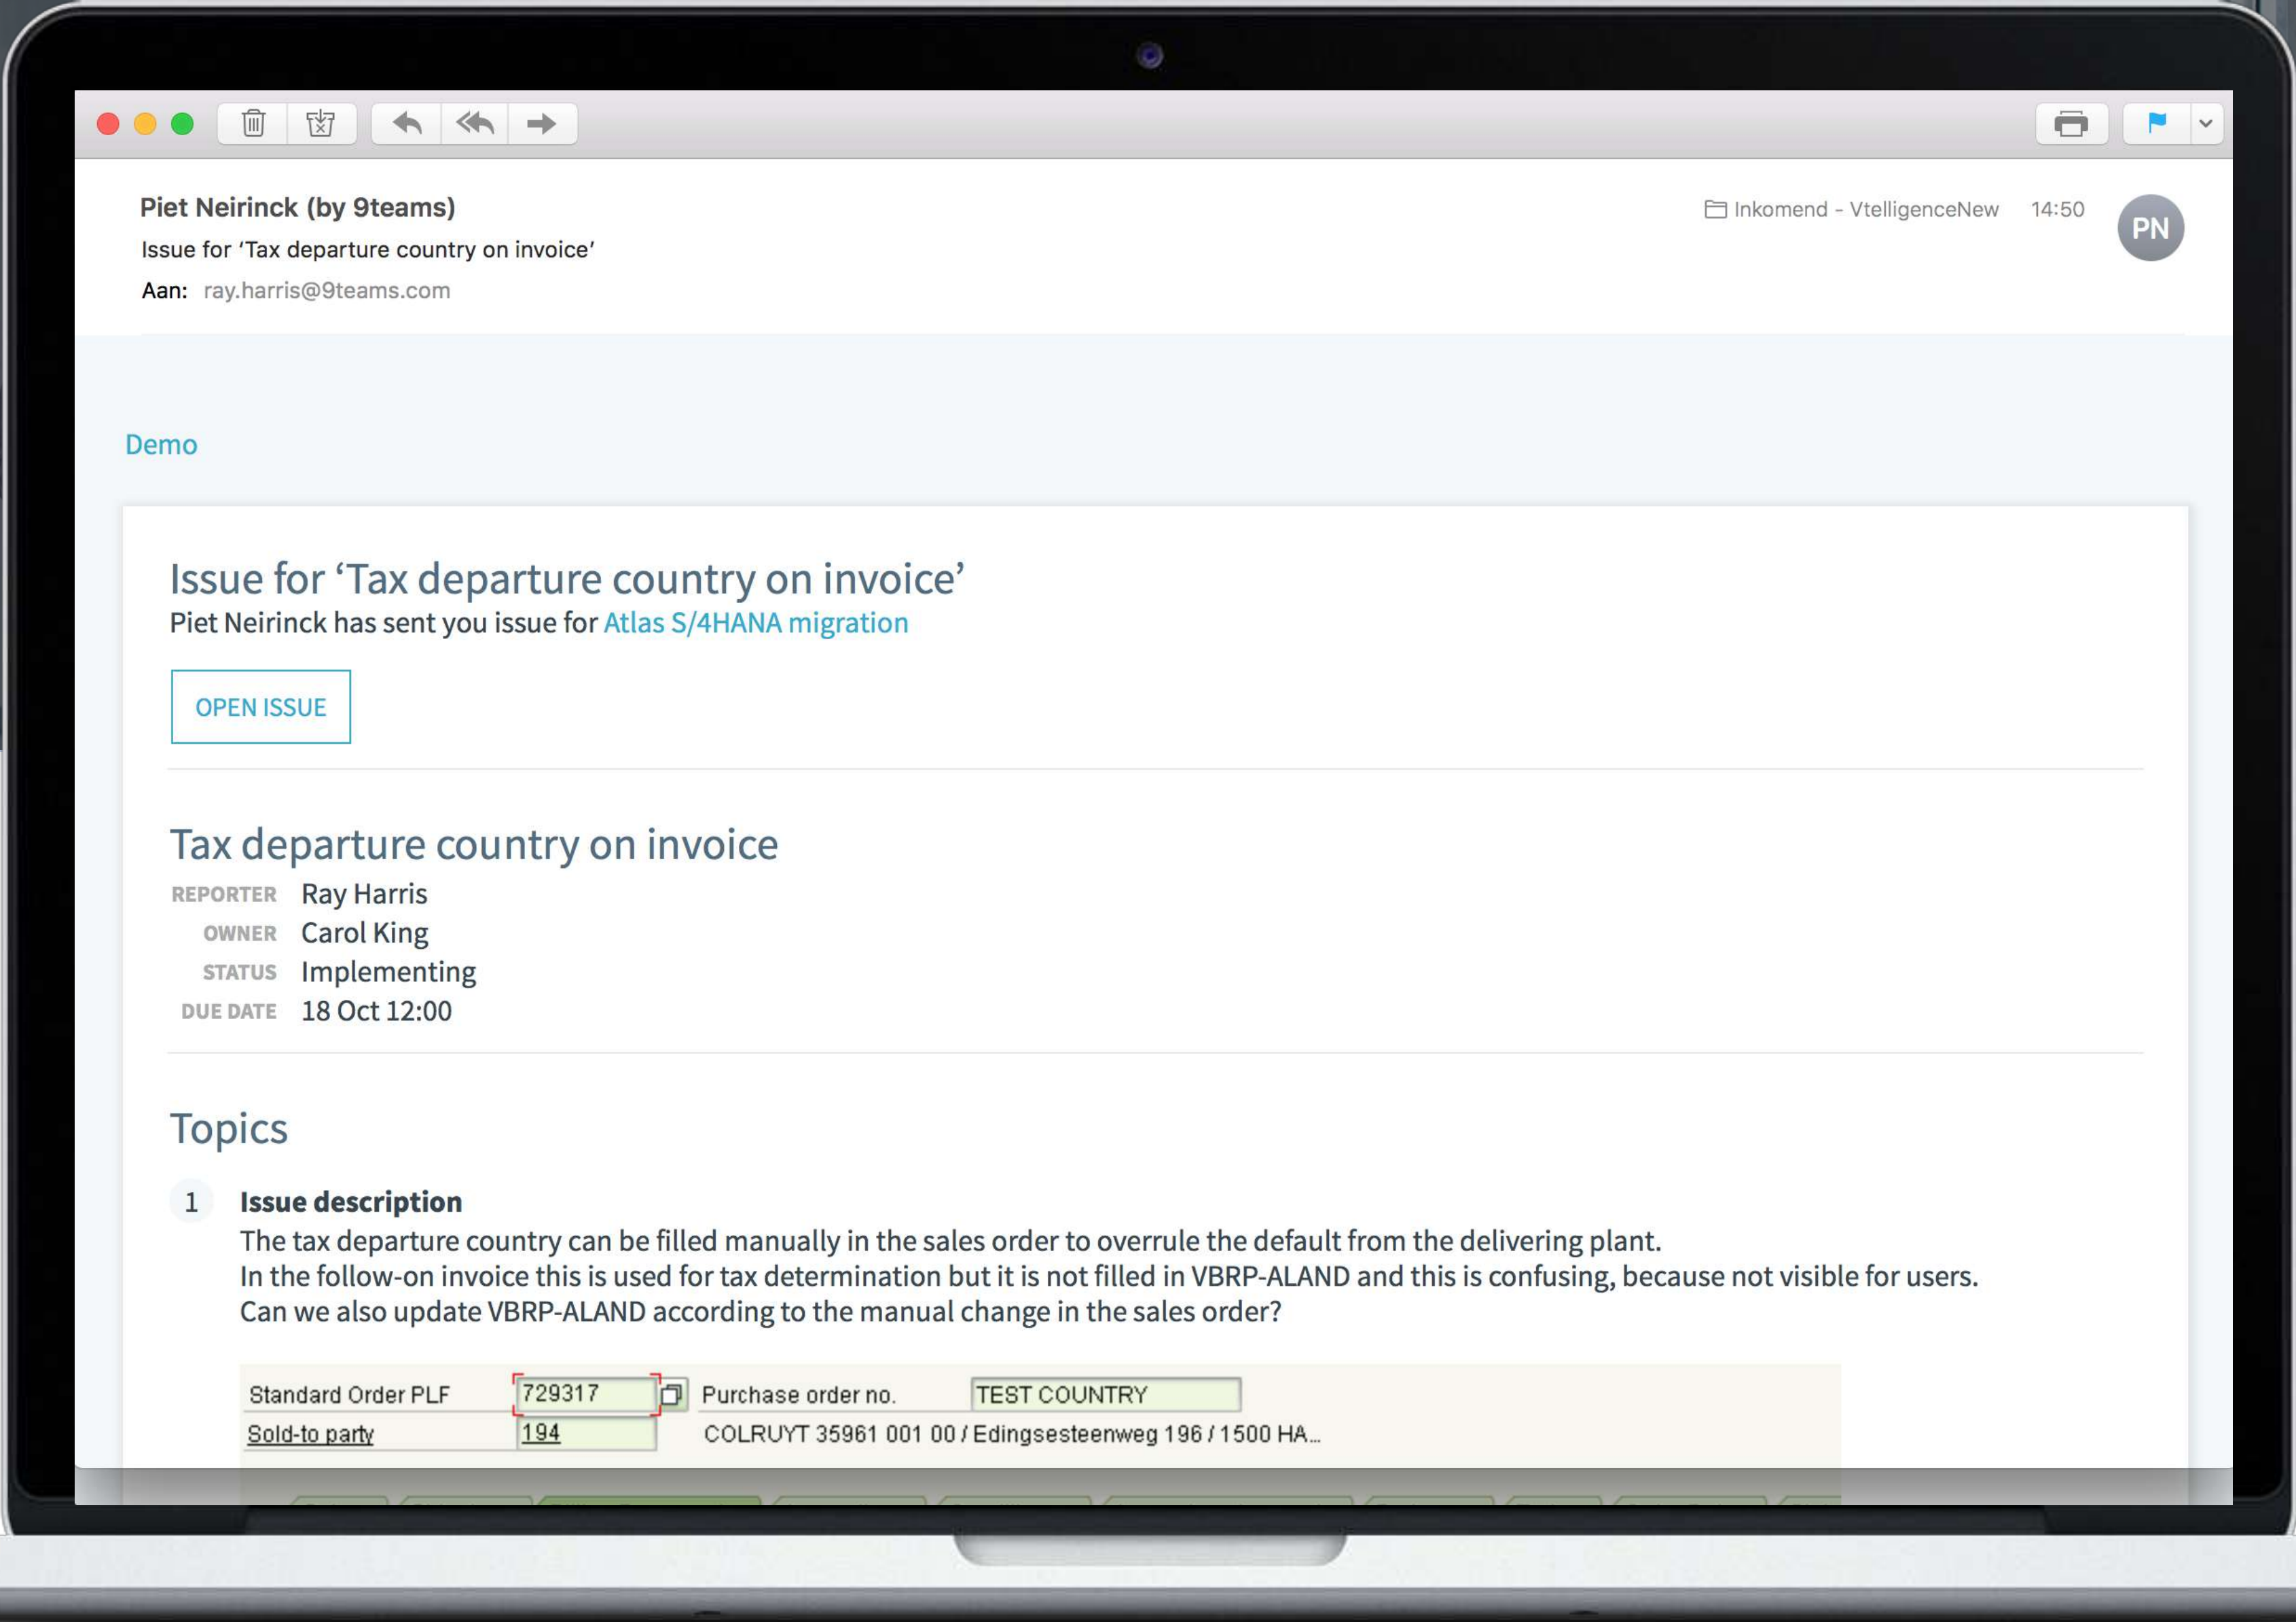 Piet Neirinck (by 9teams)
Inkomend - VtelligenceNew 14:50
PN
Issue for ‘Tax departure country on invoice’
Aan: ray.harris@9teams.com
Demo
Issue for ‘Tax departure country on invoice’
Piet Neirinck has sent you issue for Atlas S/4HANA migration
OPEN ISSUE
Tax departure country on invoice
REPORTER Ray Harris
OWNER Carol King
STATUS Implementing
DUE DATE 18 Oct 12:00
Topics
1 Issue description
The tax departure country can be filled manually in the sales order to overrule the default from the delivering plant.
In the follow-on invoice this is used for tax determination but it is not filled in VBRP-ALAND and this is confusing, because not visible for users.
Can we also update VBRP-ALAND according to the manual change in the sales order?
Standard Order PLF 729317 Purchase order no. TEST COUNTRY
Sold-to party 194 COLRUYT 35961 001 00 / Edingsesteenweg 196 / 1500 HA...